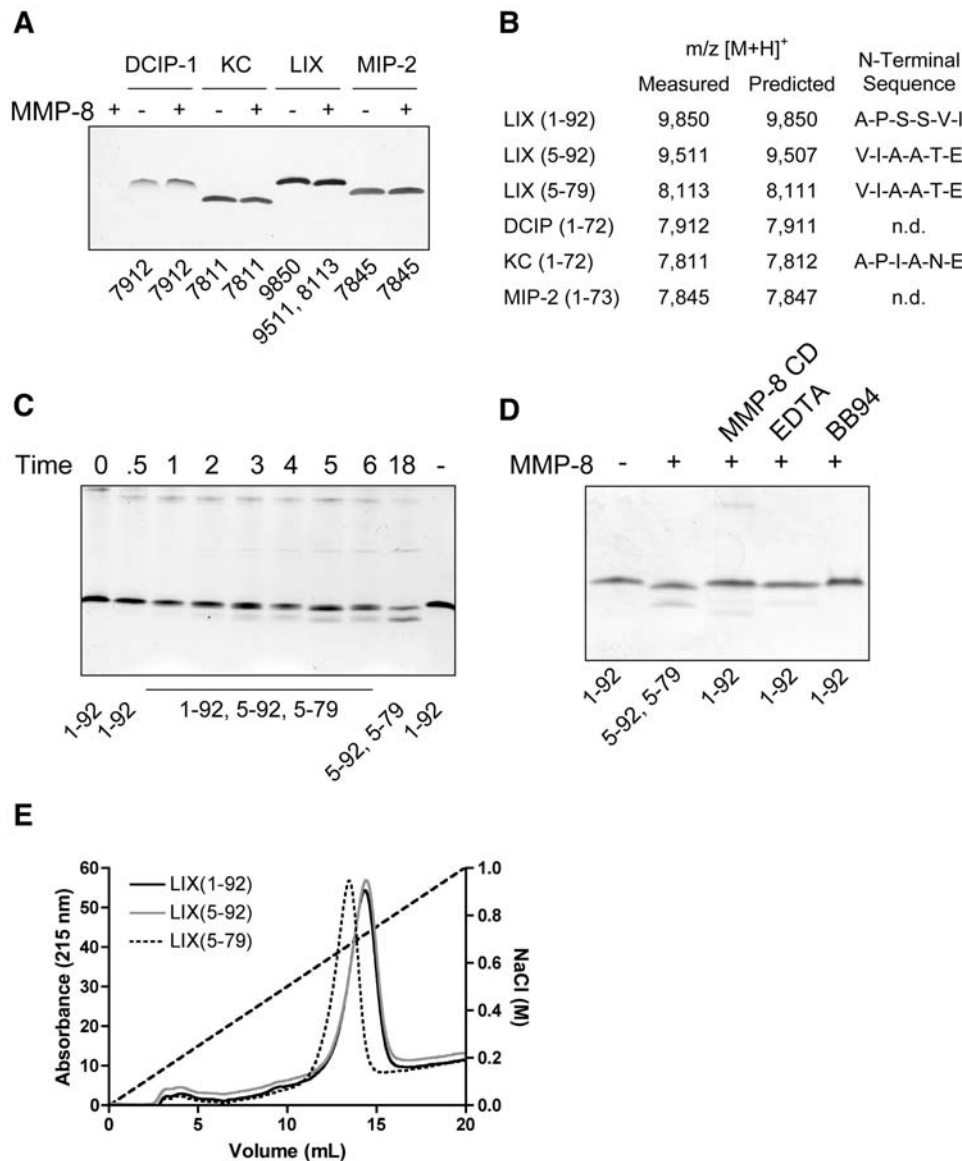 A
DCIP-1 KC LIX MIP-2
MMP-8 + - + - + - + - +
7912 7912 7811 7811 9850 9511, 8113 7845 7845
B
m/z [M+H]+ N-Terminal
Measured Predicted Sequence
LIX (1-92) 9,850 9,850 A-P-S-S-V-I
LIX (5-92) 9,511 9,507 V-I-A-A-T-E
LIX (5-79) 8,113 8,111 V-I-A-A-T-E
DCIP (1-72) 7,912 7,911 n.d.
KC (1-72) 7,811 7,812 A-P-I-A-N-E
MIP-2 (1-73) 7,845 7,847 n.d.
C
Time 0 .5 1 2 3 4 5 6 18 -
1-92 1-92 1-92, 5-92, 5-79 5-92, 5-79 1-92
D
MMP-8 CD EDTA BB94
MMP-8 - + + + +
1-92 5-92, 5-79 1-92 1-92 1-92
E
60 1.0
50 0.8
40 0.6
30 0.4
20 0.2
10 0.0
0
LIX(1-92)
LIX(5-92)
LIX(5-79)
Absorbance (215 nm)
NaCl (M)
0 5 10 15 20
Volume (mL)